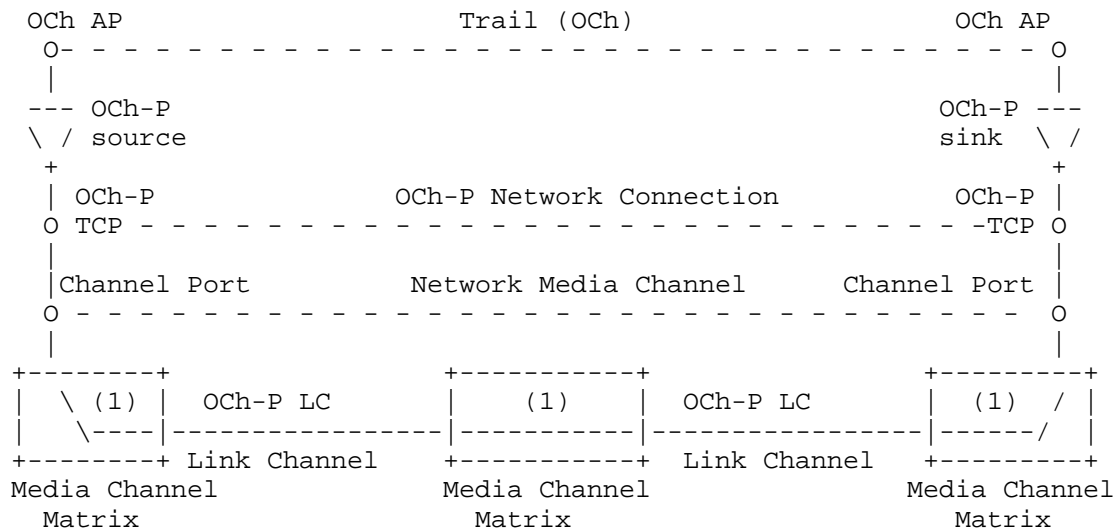 OCh AP                     Trail (OCh)                     OCh AP
  O- - - - - - - - - - - - - - - - - - - - - - - - - - - - - - - O
  |                                                              |
 --- OCh-P                                              OCh-P ---
 \ / source                                             sink  \ /
  +                                                              +
  | OCh-P               OCh-P Network Connection            OCh-P |
  O TCP - - - - - - - - - - - - - - - - - - - - - - - - - - -TCP O
  |                                                              |
  |Channel Port          Network Media Channel      Channel Port |
  O - - - - - - - - - - - - - - - - - - - - - - - - - - - - - -  O
  |                                                              |
+--------+                 +-----------+                 +---------+
|  \ (1) |  OCh-P LC       |    (1)    |  OCh-P LC       |  (1)  / |
|   \----|-----------------|-----------|-----------------|------/  |
+--------+ Link Channel    +-----------+  Link Channel   +---------+
Media Channel              Media Channel               Media Channel
  Matrix                     Matrix                      Matrix